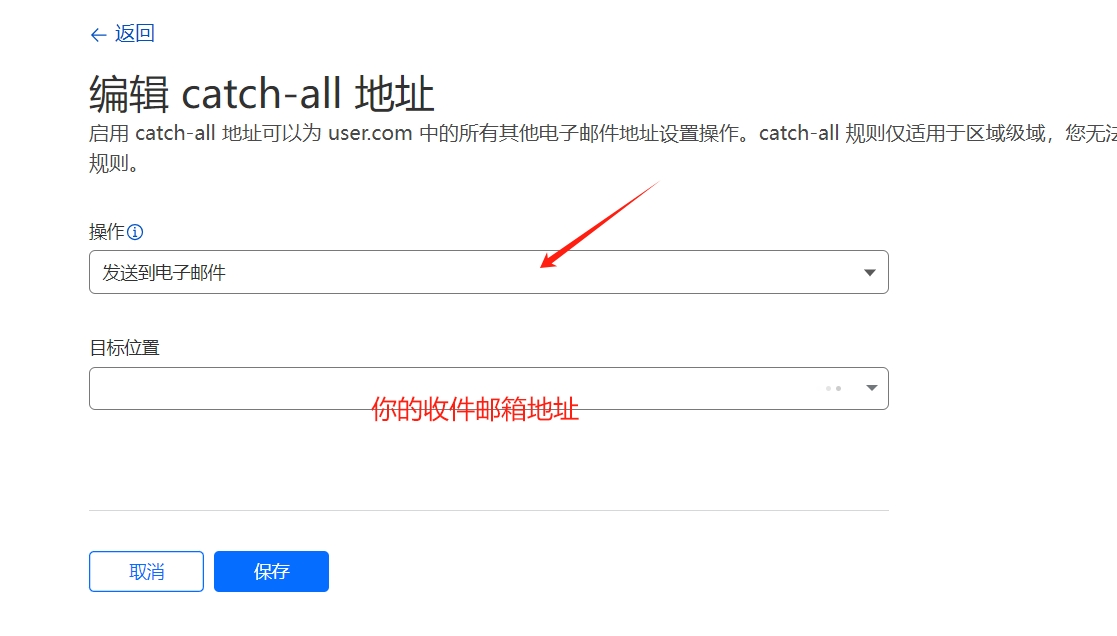 ← 返回
编辑 catch-all 地址
启用 catch-all 地址可以为 user.com 中的所有其他电子邮件地址设置操作。catch-all 规则仅适用于区域级域，您无法
规则。
操作
发送到电子邮件
目标位置
你的收件邮箱地址
取消
保存